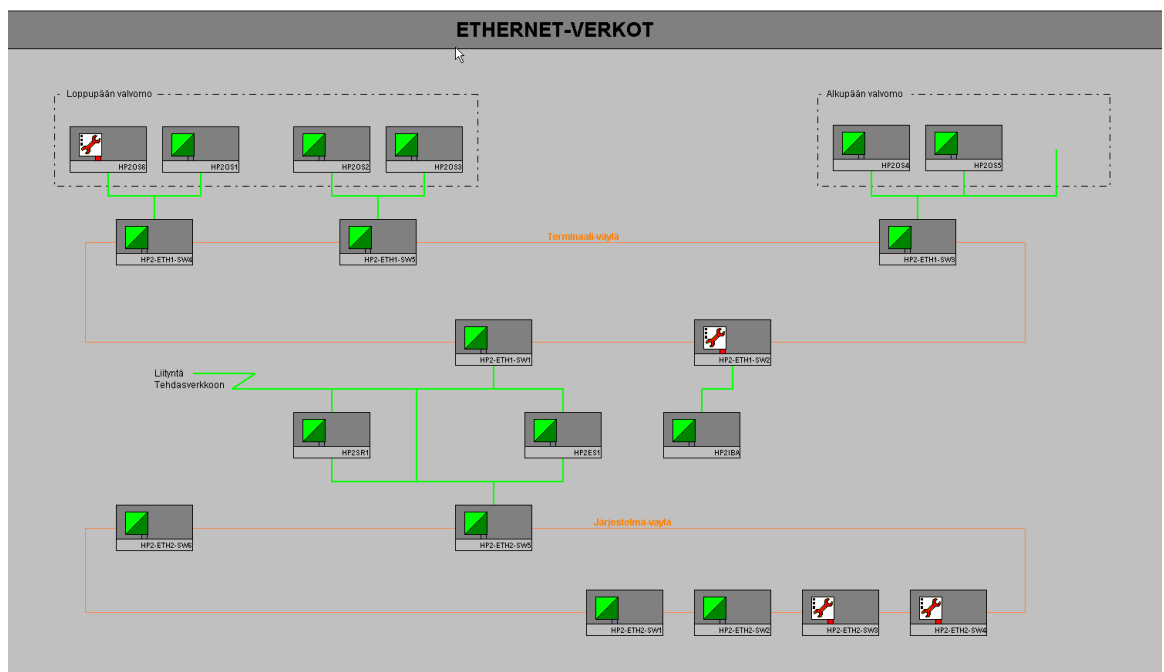 ETHERNET-VERKOT
Loppupään valvomo
Alkupään valvomo
HP2OS6
HP2OS1
HP2OS2
HP2OS3
HP2OS4
HP2OS5
HP2-ETH1-SW4
HP2-ETH1-SW5
Terminaali-väylä
HP2-ETH1-SW3
HP2-ETH1-SW1
HP2-ETH1-SW2
Liityntä
Tehdasverkkoon
HP2SR1
HP2ES1
HP2IBA
HP2-ETH2-SW6
HP2-ETH2-SW5
Järjestelmä-väylä
HP2-ETH2-SW1
HP2-ETH2-SW2
HP2-ETH2-SW3
HP2-ETH2-SW4